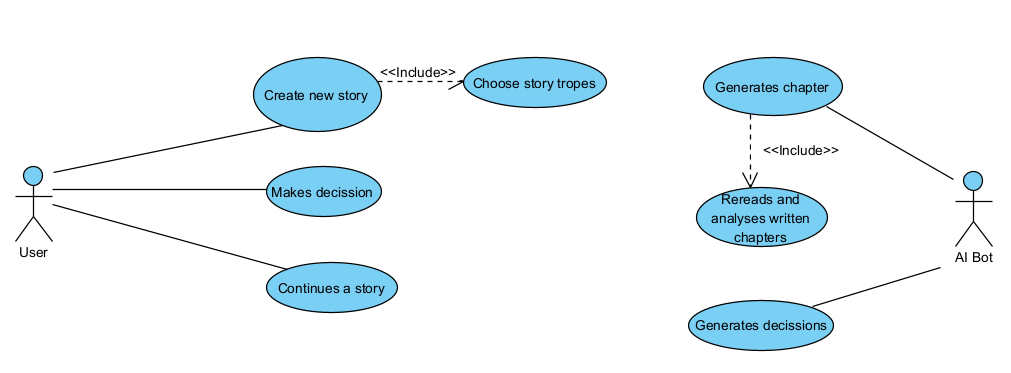 <<Include>>
Create new story
Choose story tropes
Generates chapter
<<Include>>
Makes decission
Rereads and
analyses written
chapters
User
AI Bot
Continues a story
Generates decissions